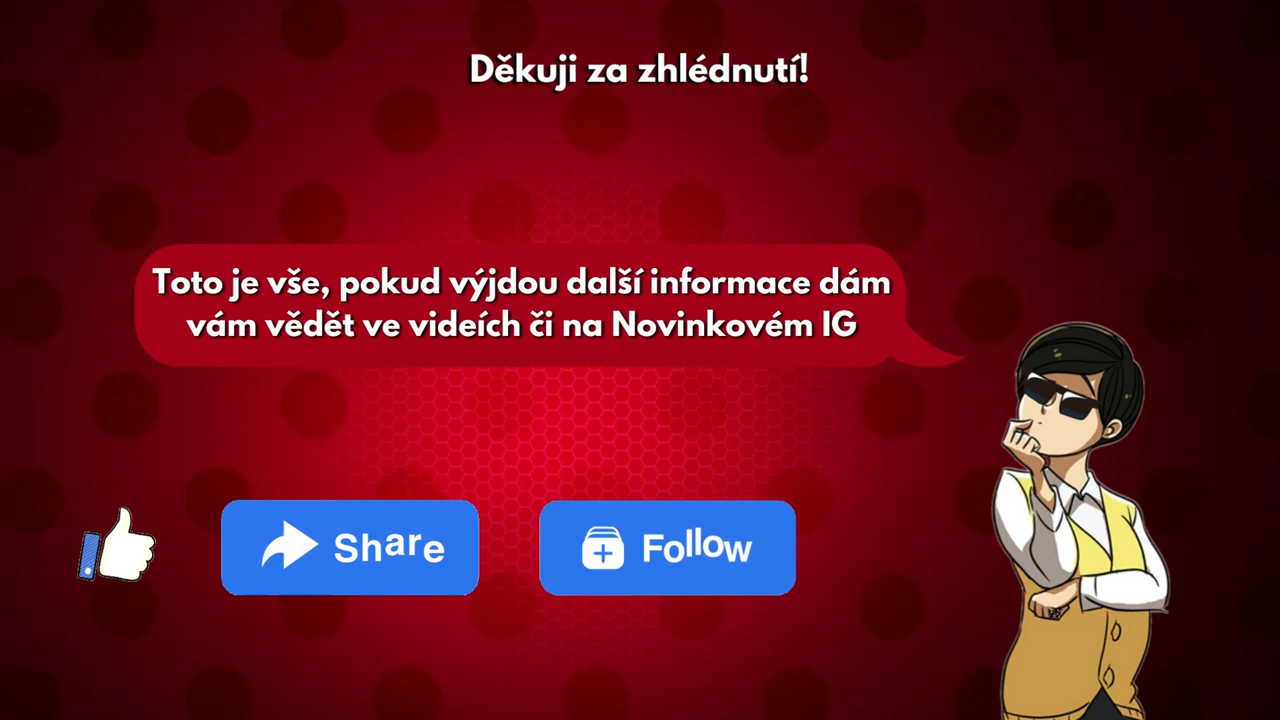 Děkuji za zhlédnutí!
Toto je vše, pokud výjdou další informace dám
vám vědět ve videích či na Novinkovém IG
Share
Follow